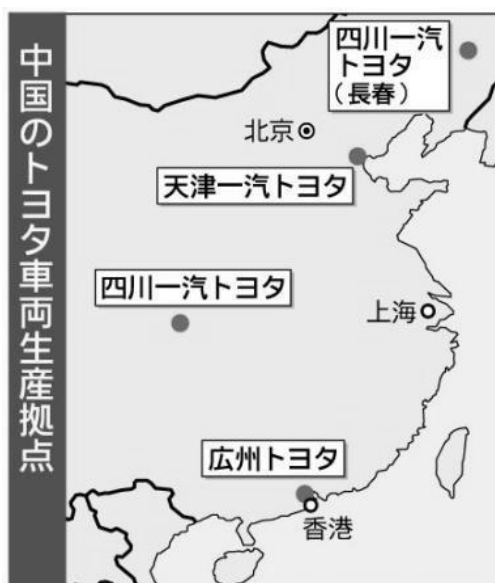 中国のトヨタ車両生産拠点
四川一汽
トヨタ
（長春）
北京
天津一汽トヨタ
四川一汽トヨタ
上海
広州トヨタ
香港